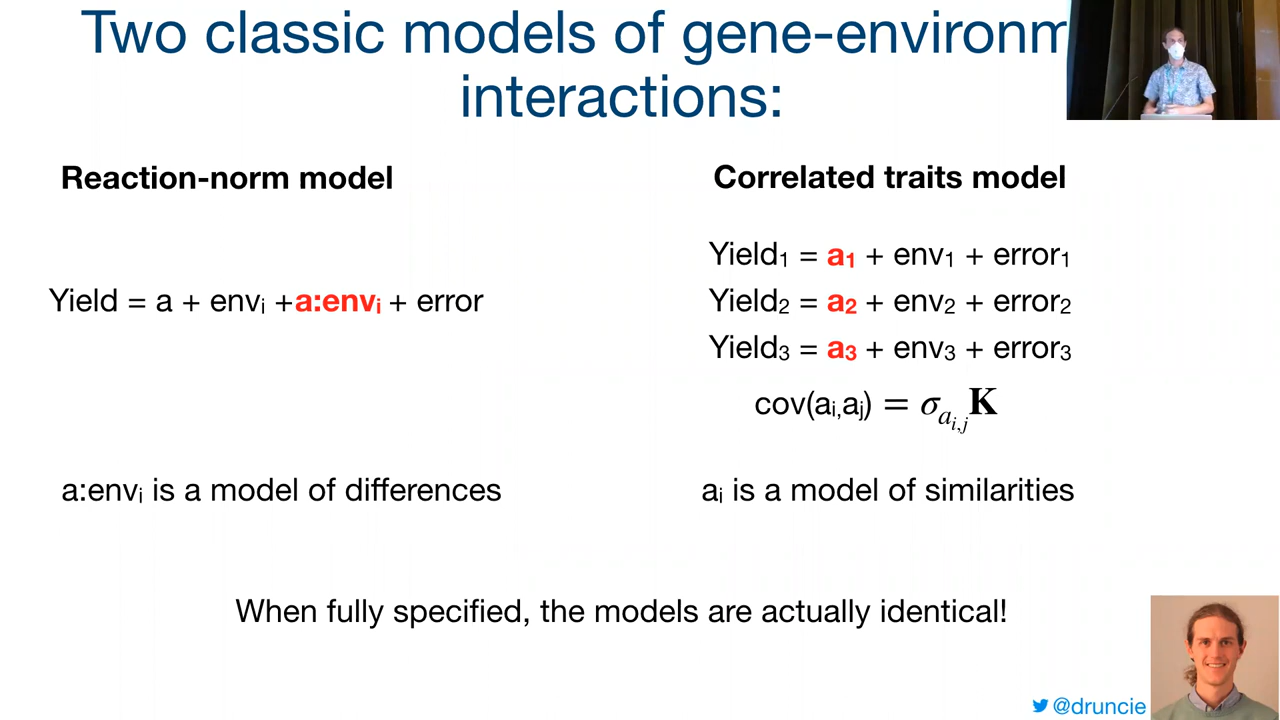 Two classic models of gene-environm
interactions:
Reaction-norm model
Correlated traits model
Yield = a + envᵢ +a:envᵢ + error
Yield₁ = a₁ + env₁ + error₁
Yield₂ = a₂ + env₂ + error₂
Yield₃ = a₃ + env₃ + error₃
cov(aᵢ,aⱼ) = σ_{a_{i,j}}K
a:envᵢ is a model of differences
aᵢ is a model of similarities
When fully specified, the models are actually identical!
@druncie